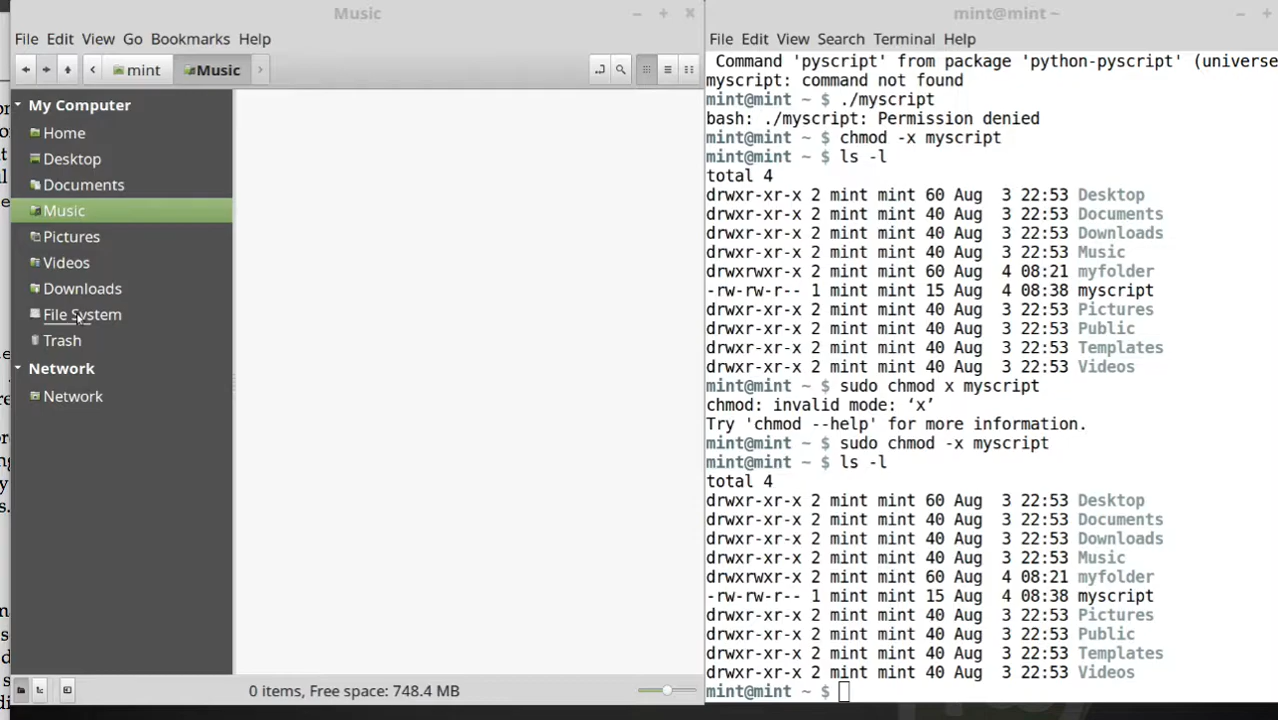 Music
File Edit View Go Bookmarks Help
mint Music
My Computer
Home
Desktop
Documents
Music
Pictures
Videos
Downloads
File System
Trash
Network
Network
0 items, Free space: 748.4 MB
mint@mint ~
File Edit View Search Terminal Help
Command 'pyscript' from package 'python-pyscript' (universe
myscript: command not found
mint@mint ~ $ ./myscript
bash: ./myscript: Permission denied
mint@mint ~ $ chmod -x myscript
mint@mint ~ $ ls -l
total 4
drwxr-xr-x 2 mint mint 60 Aug  3 22:53 Desktop
drwxr-xr-x 2 mint mint 40 Aug  3 22:53 Documents
drwxr-xr-x 2 mint mint 40 Aug  3 22:53 Downloads
drwxr-xr-x 2 mint mint 40 Aug  3 22:53 Music
drwxrwxr-x 2 mint mint 60 Aug  4 08:21 myfolder
-rw-rw-r-- 1 mint mint 15 Aug  4 08:38 myscript
drwxr-xr-x 2 mint mint 40 Aug  3 22:53 Pictures
drwxr-xr-x 2 mint mint 40 Aug  3 22:53 Public
drwxr-xr-x 2 mint mint 40 Aug  3 22:53 Templates
drwxr-xr-x 2 mint mint 40 Aug  3 22:53 Videos
mint@mint ~ $ sudo chmod x myscript
chmod: invalid mode: ‘x’
Try 'chmod --help' for more information.
mint@mint ~ $ sudo chmod -x myscript
mint@mint ~ $ ls -l
total 4
drwxr-xr-x 2 mint mint 60 Aug  3 22:53 Desktop
drwxr-xr-x 2 mint mint 40 Aug  3 22:53 Documents
drwxr-xr-x 2 mint mint 40 Aug  3 22:53 Downloads
drwxr-xr-x 2 mint mint 40 Aug  3 22:53 Music
drwxrwxr-x 2 mint mint 60 Aug  4 08:21 myfolder
-rw-rw-r-- 1 mint mint 15 Aug  4 08:38 myscript
drwxr-xr-x 2 mint mint 40 Aug  3 22:53 Pictures
drwxr-xr-x 2 mint mint 40 Aug  3 22:53 Public
drwxr-xr-x 2 mint mint 40 Aug  3 22:53 Templates
drwxr-xr-x 2 mint mint 40 Aug  3 22:53 Videos
mint@mint ~ $